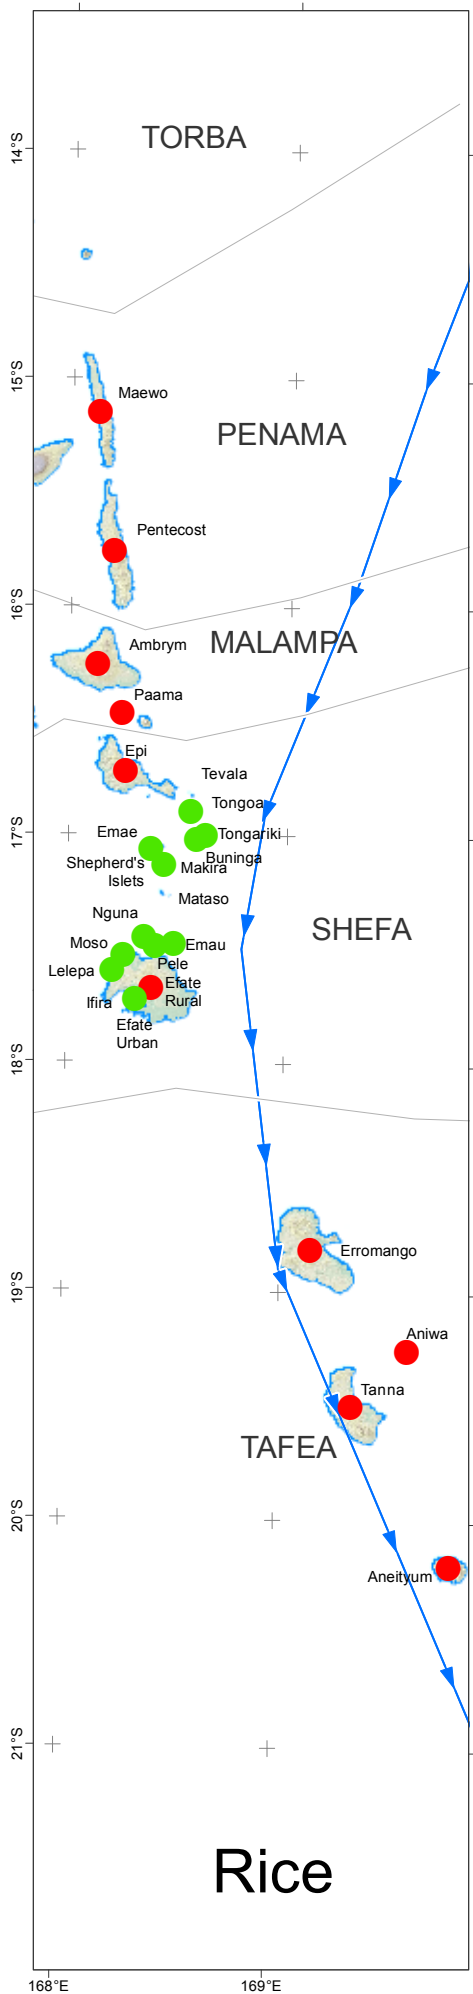 TORBA
14°S
15°S
Maewo
PENAMA
Pentecost
16°S
Ambrym
MALAMPA
Paama
Epi
Tevala
Tongoa
17°S
Emae
Tongariki
Buninga
Shepherd's
Islets
Makira
Mataso
Nguna
SHEFA
Moso
Emau
Pele
Lelepa
Efate
Rural
Ifira
Efate
Urban
18°S
Erromango
19°S
Aniwa
Tanna
TAFEA
20°S
Aneityum
21°S
Rice
168°E
169°E